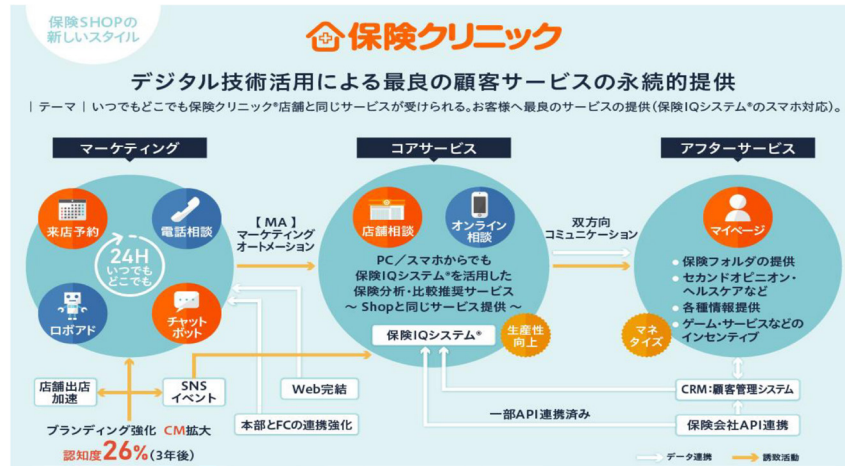 保険SHOPの
新しいスタイル
保険クリニック
デジタル技術活用による最良の顧客サービスの永続的提供
| テーマ | いつでもどこでも保険クリニック®店舗と同じサービスが受けられる。お客様へ最良のサービスの提供（保険IQシステム®のスマホ対応）。
マーケティング
来店予約
電話相談
24H
いつでも
どこでも
ロボアド
チャット
ボット
【MA】
マーケティング
オートメーション
コアサービス
店舗相談
オンライン
相談
PC／スマホからでも
保険IQシステム®を活用した
保険分析・比較推奨サービス
～ Shopと同じサービス提供 ～
保険IQシステム®
生産性
向上
双方向
コミュニケーション
アフターサービス
マイページ
• 保険フォルダの提供
• セカンドオピニオン・
ヘルスケアなど
• 各種情報提供
• ゲーム・サービスなどの
インセンティブ
マネ
タイズ
店舗出店
加速
SNS
イベント
Web完結
本部とFCの連携強化
ブランディング強化 CM拡大
認知度26%(3年後)
一部API連携済み
CRM：顧客管理システム
保険会社API連携
データ連携
誘致活動